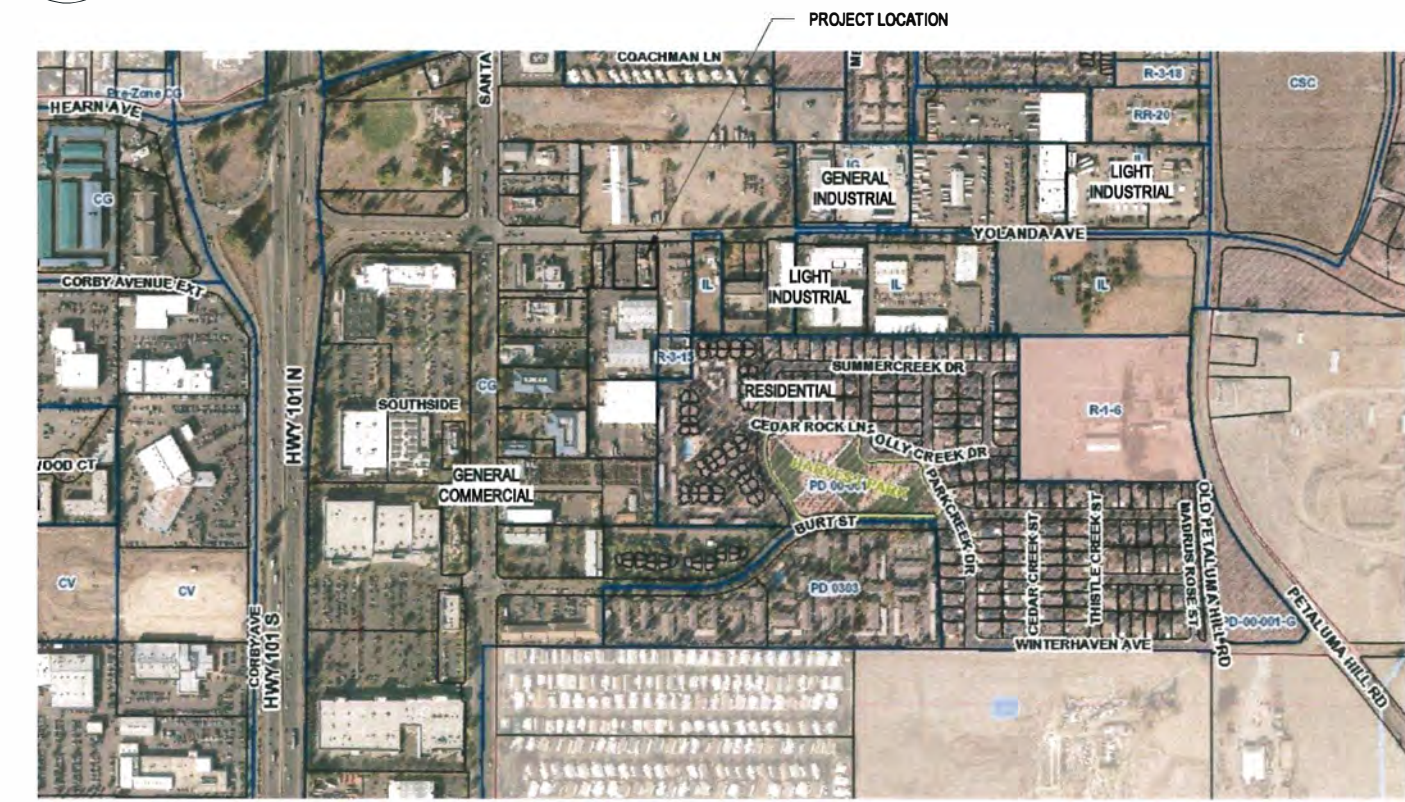 PROJECT LOCATION
COACHMAN LN
SANTA
R-3-18
CSC
Pre-Zone CG
HEARN AVE
RR-20
IG
GENERAL
INDUSTRIAL
IL
LIGHT
INDUSTRIAL
CG
YOLANDA AVE
CORBY AVENUE EXT
IL
LIGHT
INDUSTRIAL
IL
IL
R-3-15
SUMMERCREEK DR
HWY 101 N
CG
RESIDENTIAL
SOUTHSIDE
R-1-6
CEDAR ROCK LN
OLLY CREEK DR
WOOD CT
GENERAL
COMMERCIAL
HARVEST PARK
PD 00-001
PARKCREEK DR
BURT ST
CEDAR CREEK ST
THISTLE CREEK ST
MARRUS ROSE ST
OLD PETALUMA HILL RD
CV
CV
PD 0303
PD-00-001-G
PETALUMA HILL RD
CORBY AVE
HWY 101 S
WINTERHAVEN AVE